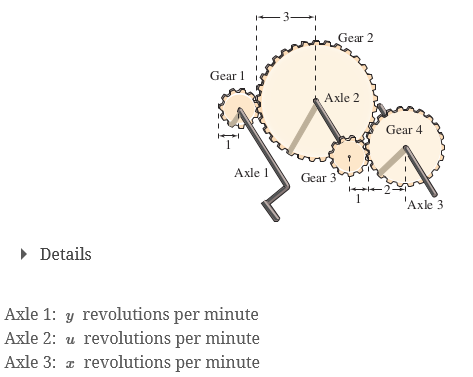 3
Gear 2
Gear 1
Axle 2
Gear 4
1
Axle 1
Gear 3
2
1
Axle 3
Details
Axle 1: y revolutions per minute
Axle 2: u revolutions per minute
Axle 3: x revolutions per minute